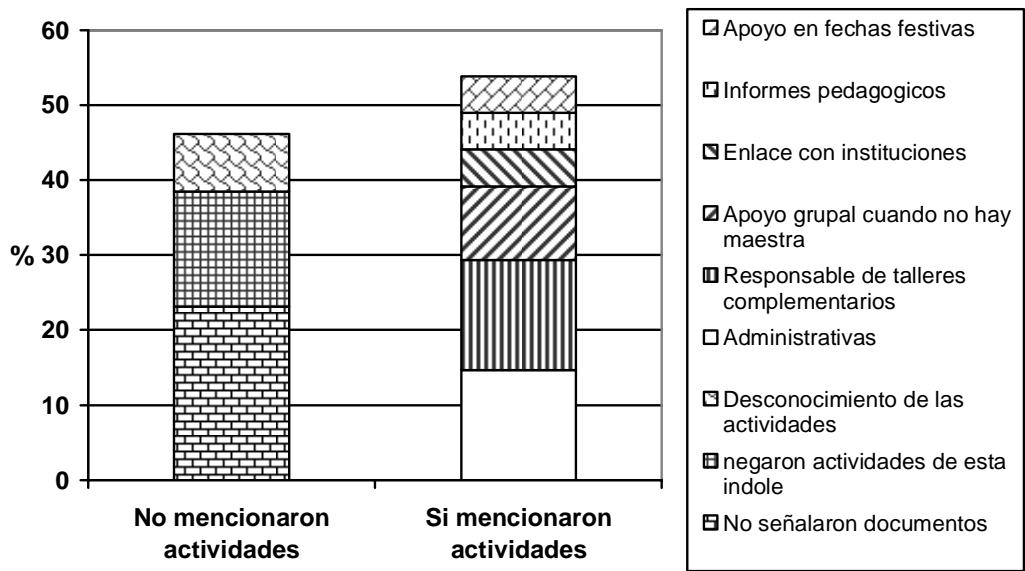 60
50
40
% 30
20
10
0
No mencionaron
actividades
Si mencionaron
actividades
Apoyo en fechas festivas
Informes pedagogicos
Enlace con instituciones
Apoyo grupal cuando no hay
maestra
Responsable de talleres
complementarios
Administrativas
Desconocimiento de las
actividades
negaron actividades de esta
indole
No señalaron documentos